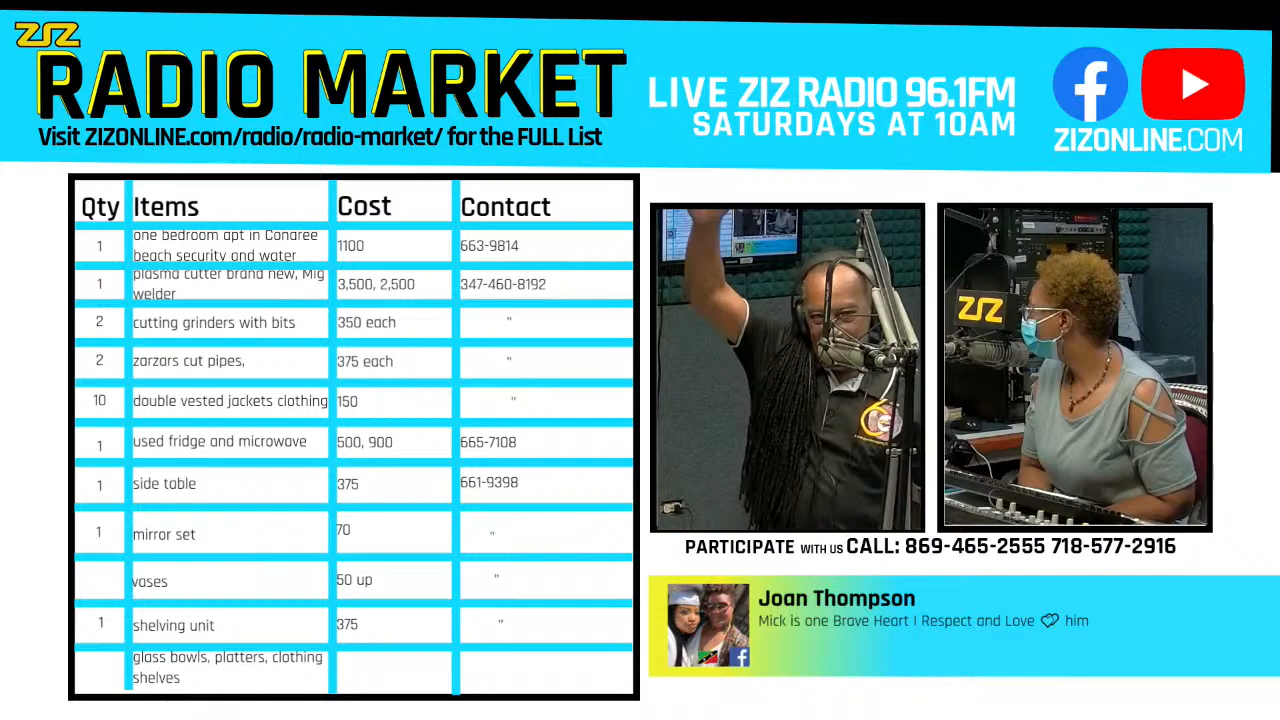 ZIZ
RADIO MARKET
Visit ZIZONLINE.com/radio/radio-market/ for the FULL List
LIVE ZIZ RADIO 96.1FM
SATURDAYS AT 10AM
ZIZONLINE.COM
Qty Items Cost Contact
1 one bedroom apt in Conaree beach security and water 1100 663-9814
1 plasma cutter brand new, Mig welder 3,500, 2,500 347-460-8192
2 cutting grinders with bits 350 each "
2 zarzars cut pipes, 375 each "
10 double vested jackets clothing 150 "
1 used fridge and microwave 500, 900 665-7108
1 side table 375 661-9398
1 mirror set 70 "
vases 50 up "
1 shelving unit 375 "
glass bowls, platters, clothing shelves
ZIZ
PARTICIPATE WITH US CALL: 869-465-2555 718-577-2916
Joan Thompson
Mick is one Brave Heart I Respect and Love 💕 him